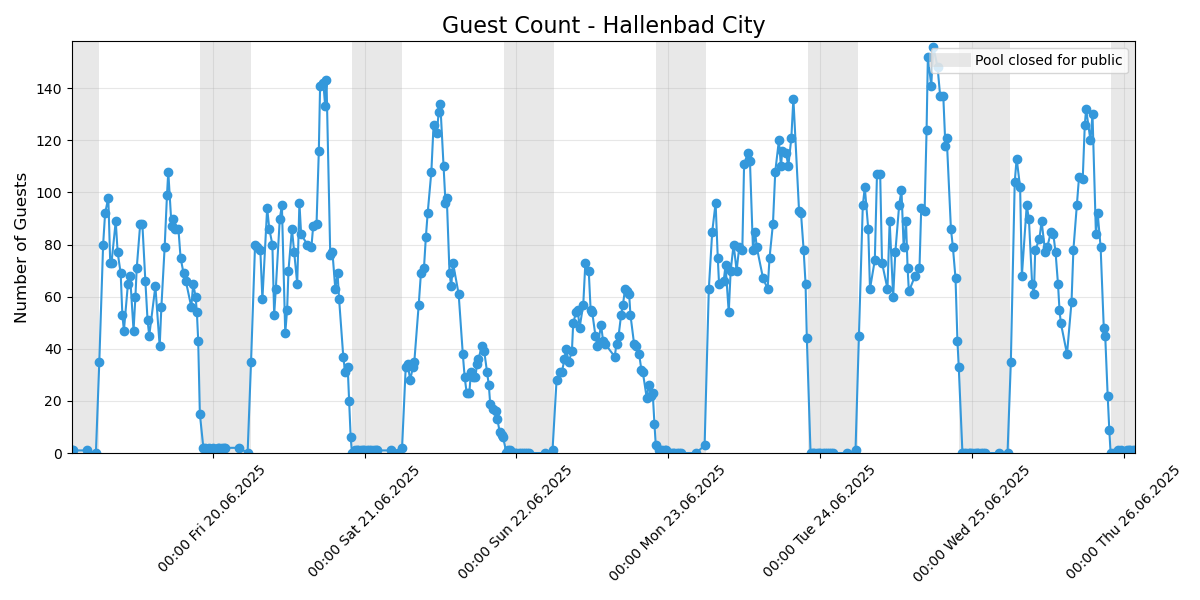 Guest Count - Hallenbad City
Pool closed for public
Number of Guests
140
120
100
80
60
40
20
0
00:00 Fri 20.06.2025
00:00 Sat 21.06.2025
00:00 Sun 22.06.2025
00:00 Mon 23.06.2025
00:00 Tue 24.06.2025
00:00 Wed 25.06.2025
00:00 Thu 26.06.2025